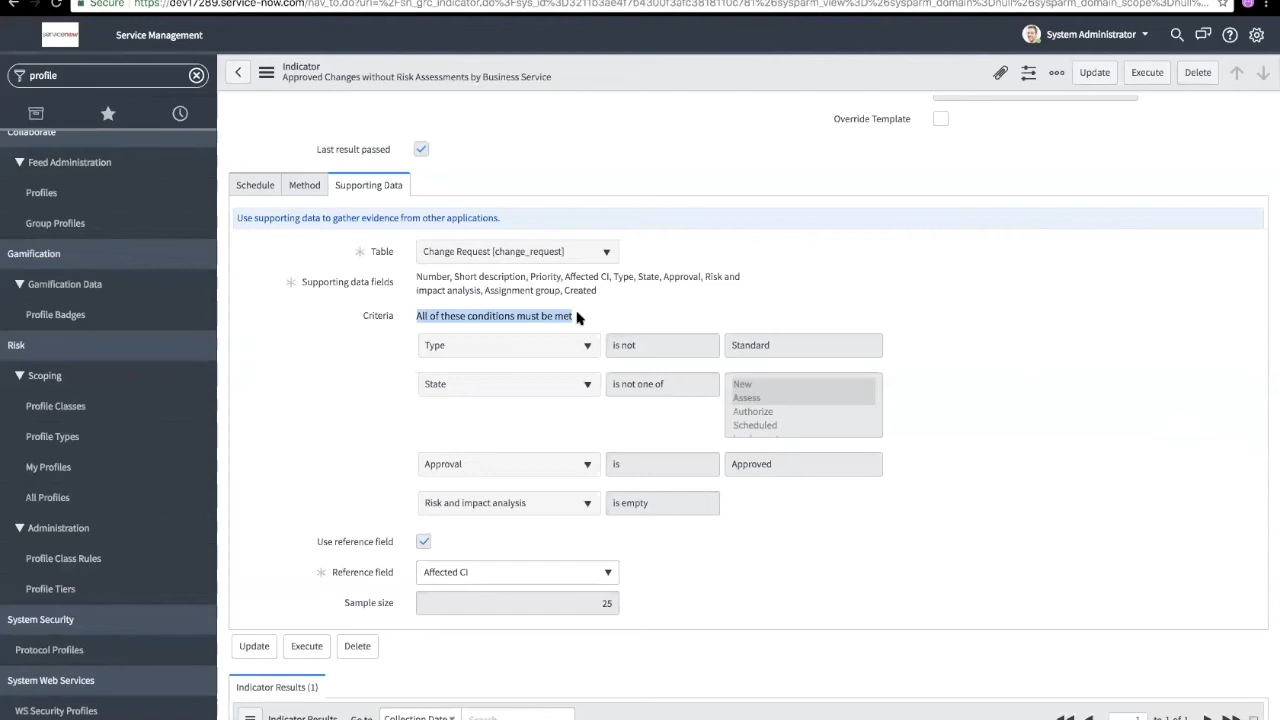 Secure
https://dev17289.service-now.com/nav_to.do?uri=%2Fsn_grc_indicator.do%3Fsys_id%3D3211b3ae4f7b4300f3afc3818110c781%26sysparm_view%3D%26sysparm_domain%3Dnull%26sysparm_domain_scope%3Dnull
servicenow
Service Management
System Administrator
profile
Indicator
Approved Changes without Risk Assessments by Business Service
Update
Execute
Delete
Collaborate
Feed Administration
Profiles
Group Profiles
Gamification
Gamification Data
Profile Badges
Risk
Scoping
Profile Classes
Profile Types
My Profiles
All Profiles
Administration
Profile Class Rules
Profile Tiers
System Security
Protocol Profiles
System Web Services
WS Security Profiles
Override Template
Last result passed
Schedule
Method
Supporting Data
Use supporting data to gather evidence from other applications.
Table
Change Request [change_request]
Supporting data fields
Number, Short description, Priority, Affected CI, Type, State, Approval, Risk and
impact analysis, Assignment group, Created
Criteria
All of these conditions must be met
Type
is not
Standard
State
is not one of
New
Assess
Authorize
Scheduled
Approval
is
Approved
Risk and impact analysis
is empty
Use reference field
Reference field
Affected CI
Sample size
25
Update
Execute
Delete
Indicator Results (1)
Indicator Results
Go to
Collection Date
Search
1
to 1 of 1